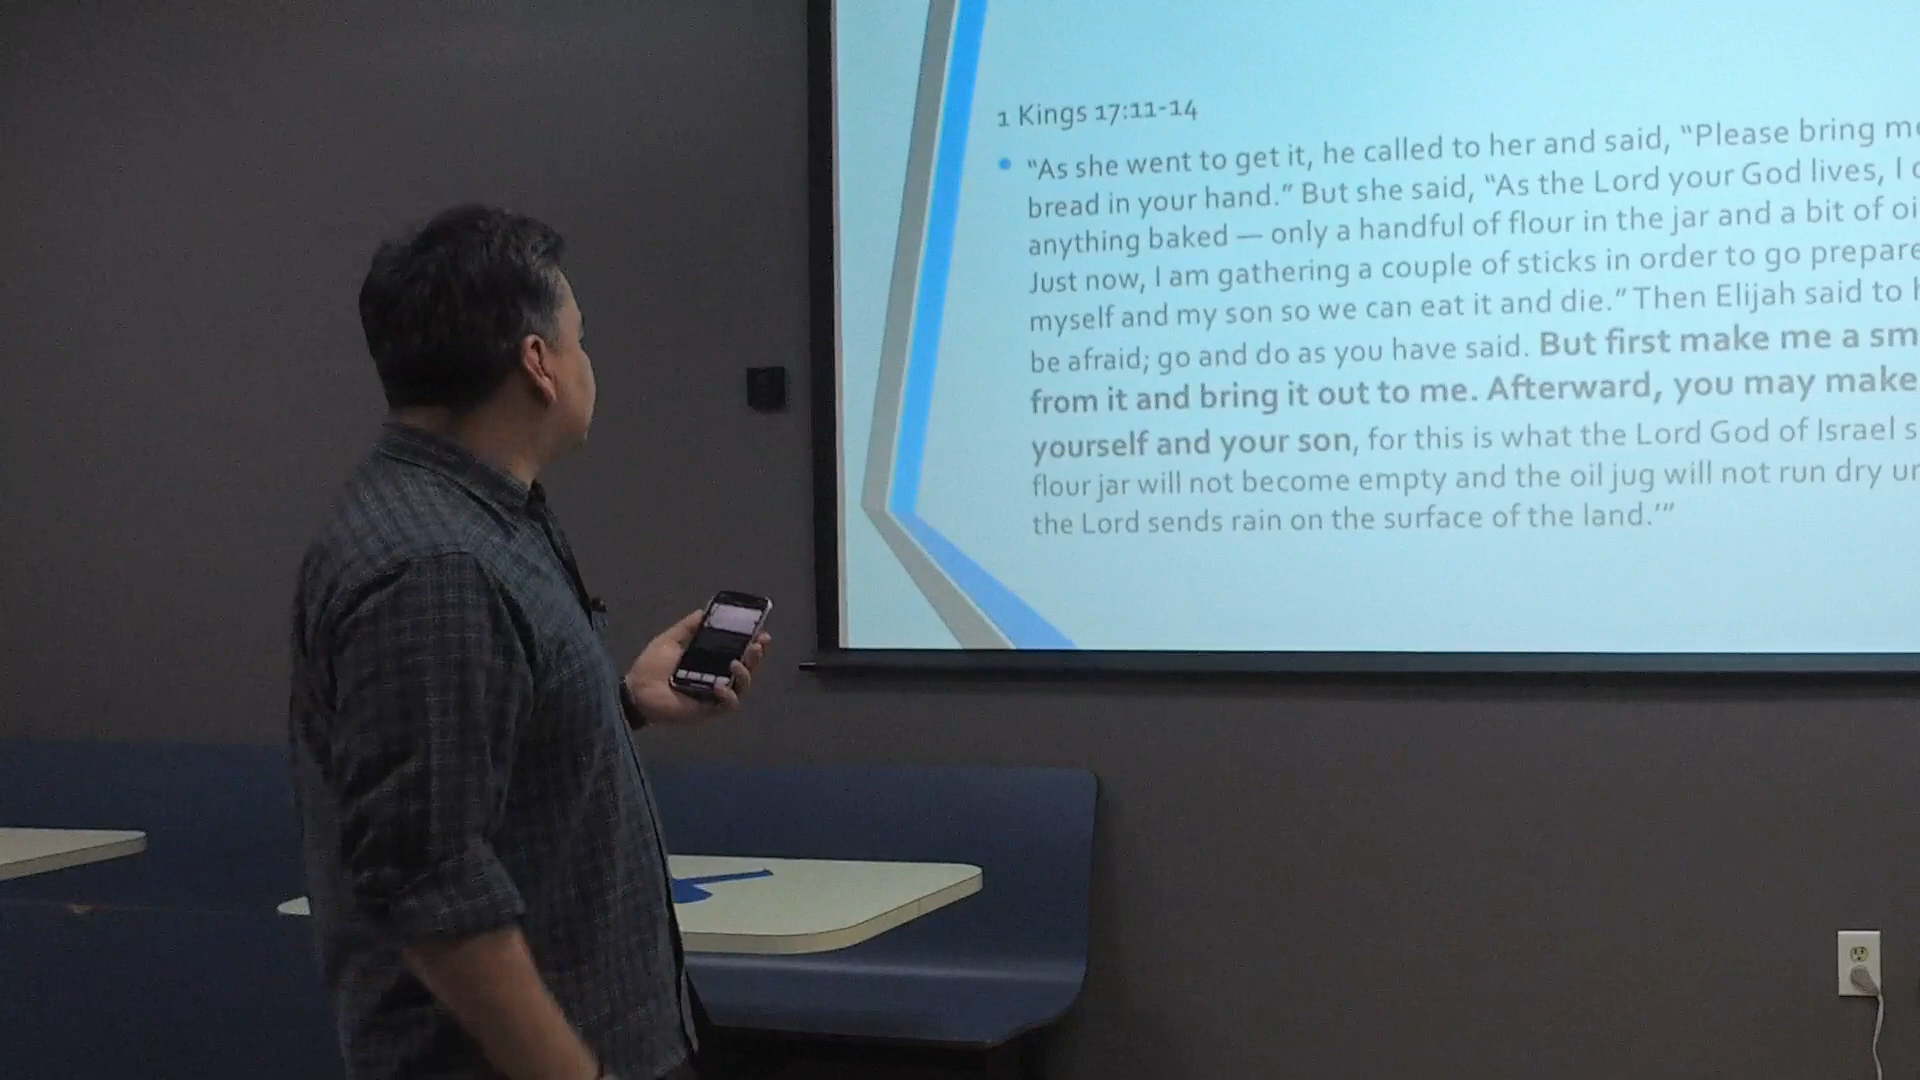 1 Kings 17:11-14
“As she went to get it, he called to her and said, “Please bring
bread in your hand.” But she said, “As the Lord your God lives, I
anything baked — only a handful of flour in the jar and a bit of
Just now, I am gathering a couple of sticks in order to go prepare
myself and my son so we can eat it and die.” Then Elijah said to
be afraid; go and do as you have said. But first make me a
from it and bring it out to me. Afterward, you may make
yourself and your son, for this is what the Lord God of Israel
flour jar will not become empty and the oil jug will not run dry
the Lord sends rain on the surface of the land.’”